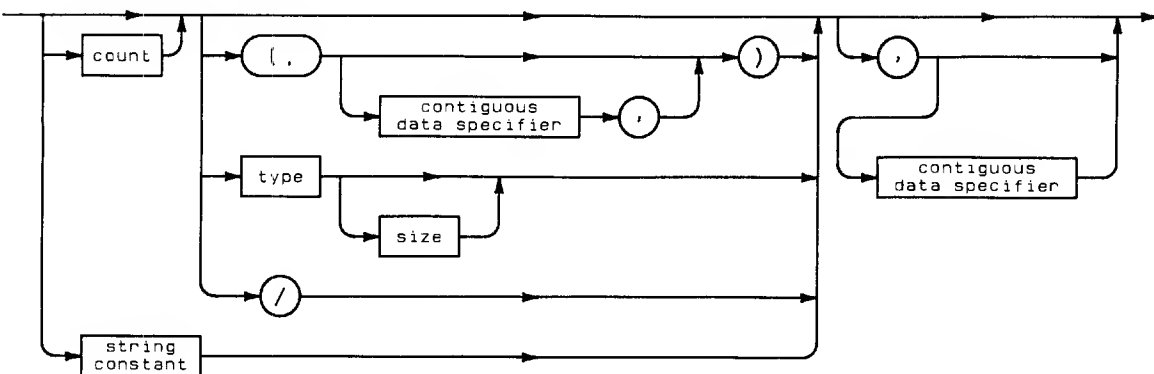 count
( ,
)
,
contiguous
data specifier
,
type
contiguous
data specifier
size
/
string
constant